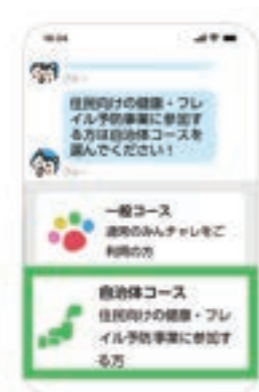 住民向けの健康・フレ
イル予防事業に参加す
る方は自治体コースを
選んでください！
一般コース
通常のみんチャレをご
利用の方
自治体コース
住民向けの健康・フレ
イル予防事業に参加す
る方